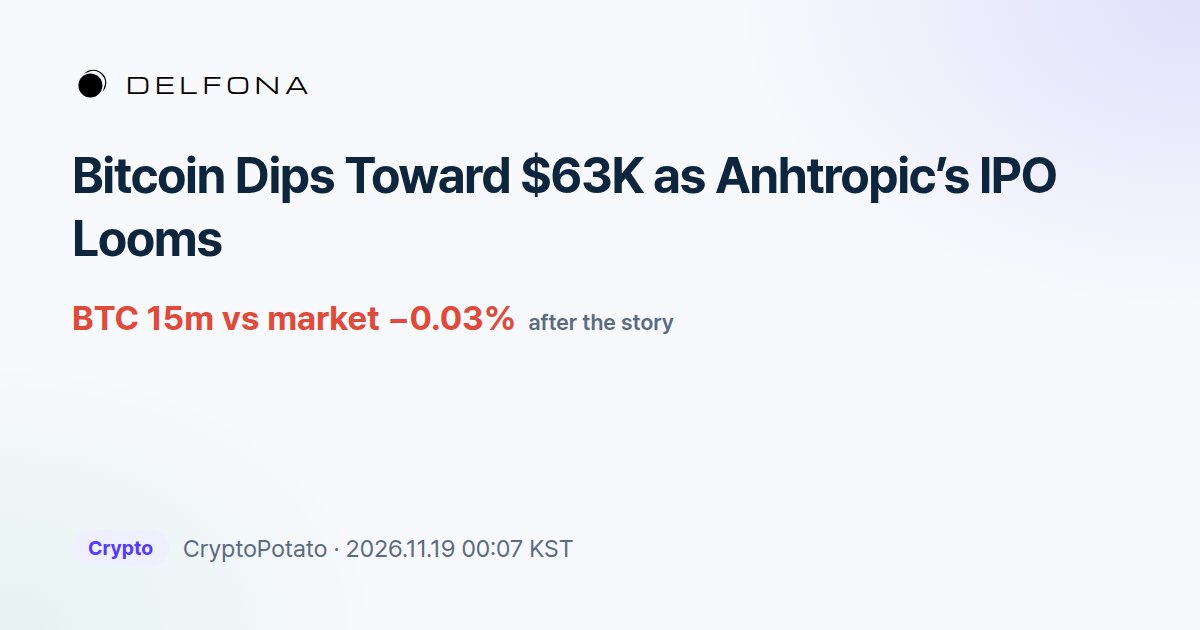 DELFONA
Bitcoin Dips Toward $63K as Anhtropic’s IPO
Looms
BTC 15m vs market −0.03% after the story
Crypto CryptoPotato · 2026.11.19 00:07 KST